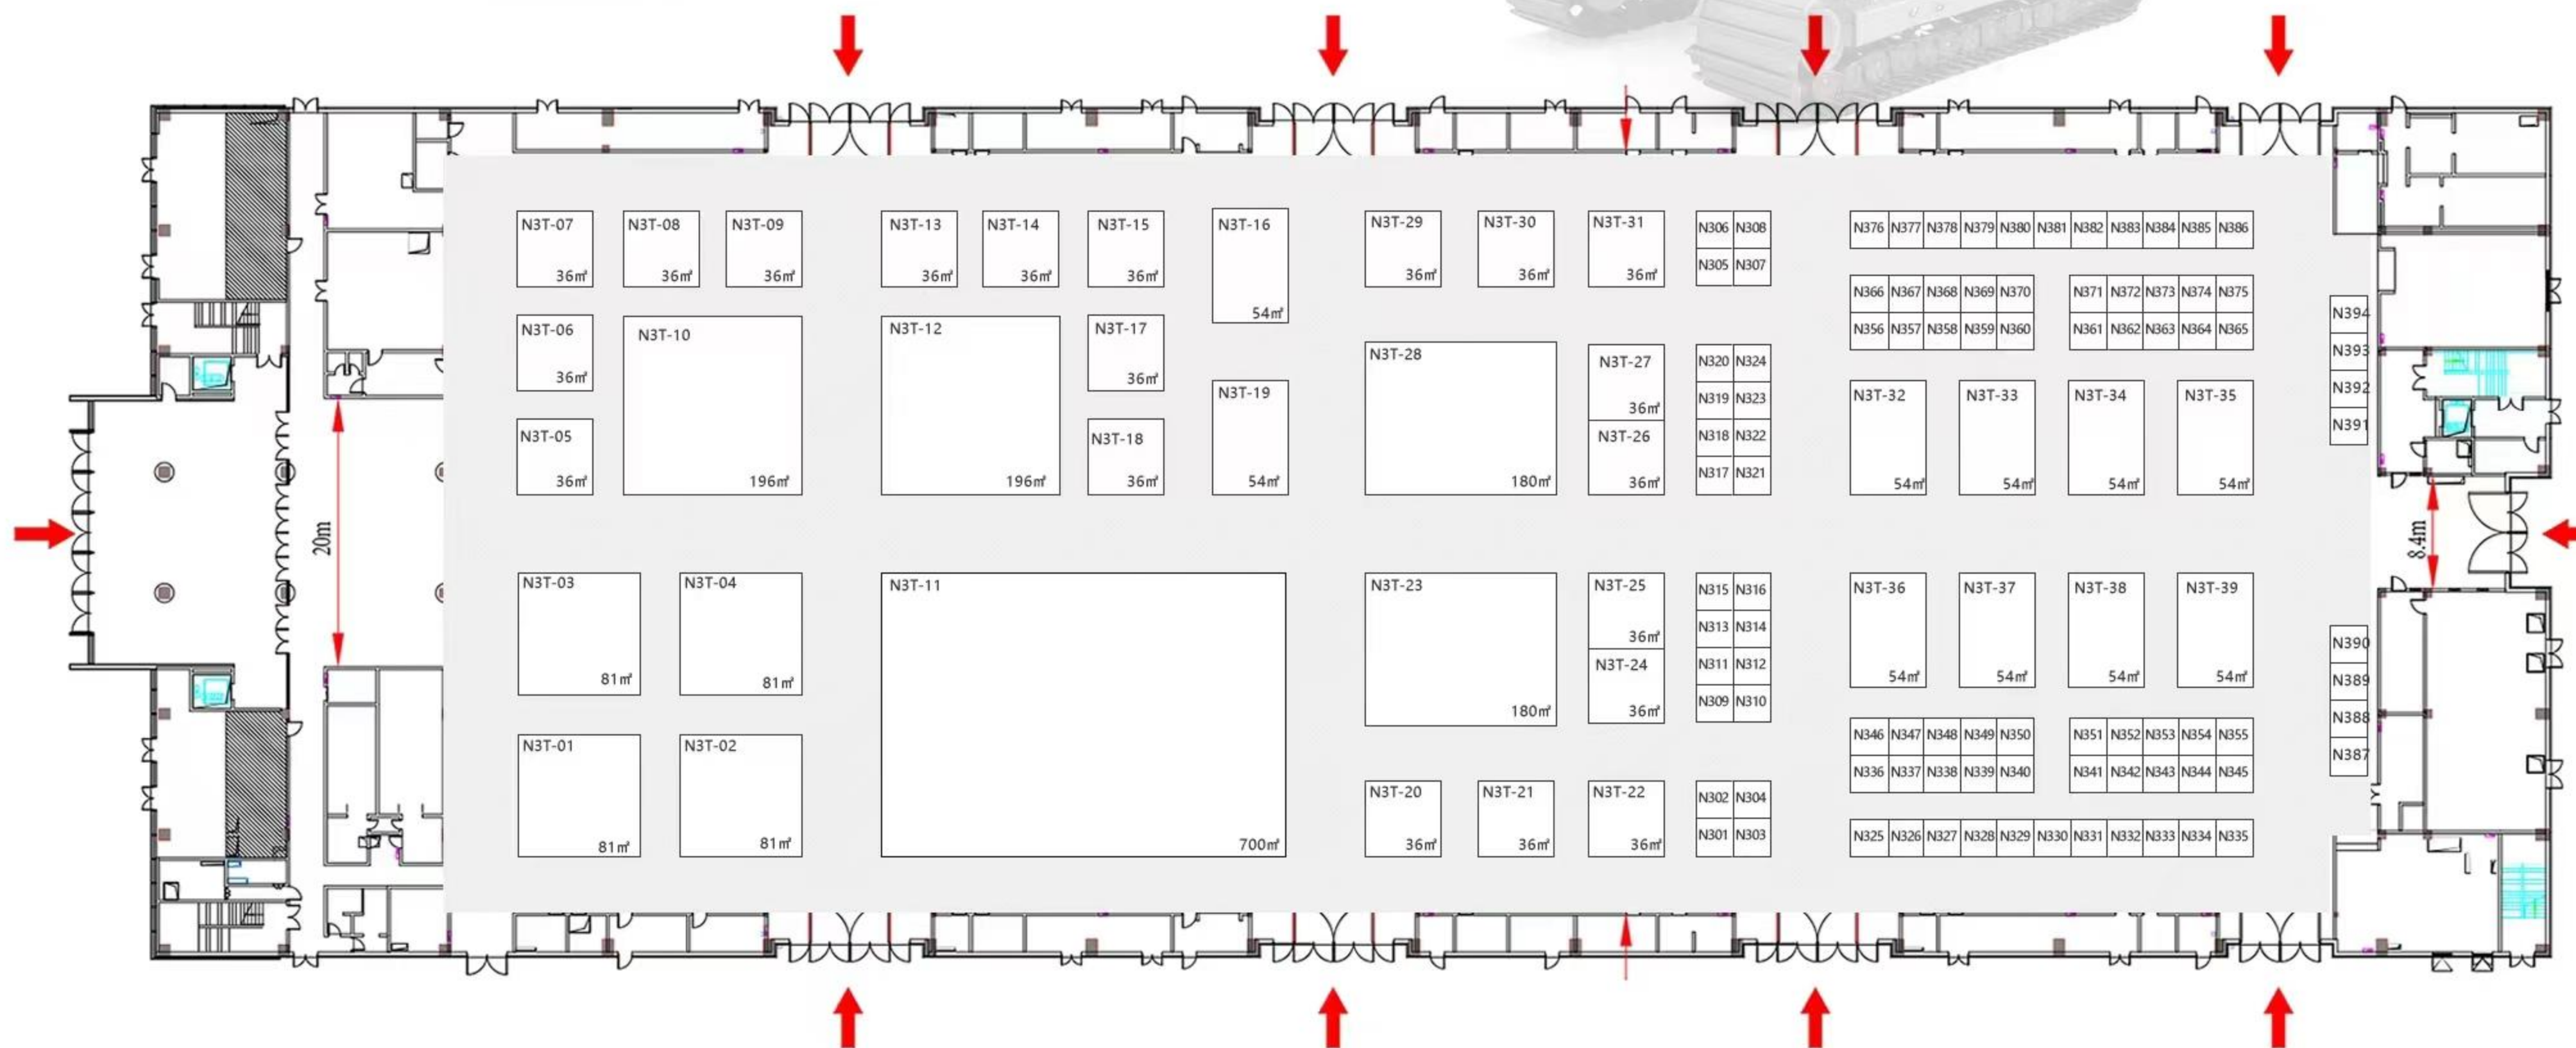 N3T-07
36㎡
N3T-08
36㎡
N3T-09
36㎡
N3T-13
36㎡
N3T-14
36㎡
N3T-15
36㎡
N3T-16
54㎡
N3T-29
36㎡
N3T-30
36㎡
N3T-31
36㎡
N306 N308
N305 N307
N376 N377 N378 N379 N380 N381 N382 N383 N384 N385 N386
N366 N367 N368 N369 N370
N356 N357 N358 N359 N360
N371 N372 N373 N374 N375
N361 N362 N363 N364 N365
N394
N393
N392
N391
N3T-06
36㎡
N3T-05
36㎡
N3T-10
196㎡
N3T-12
196㎡
N3T-17
36㎡
N3T-18
36㎡
N3T-19
54㎡
N3T-28
180㎡
N3T-27
36㎡
N3T-26
36㎡
N320 N324
N319 N323
N318 N322
N317 N321
N3T-32
54㎡
N3T-33
54㎡
N3T-34
54㎡
N3T-35
54㎡
20m
8.4m
N3T-03
81㎡
N3T-04
81㎡
N3T-01
81㎡
N3T-02
81㎡
N3T-11
700㎡
N3T-23
180㎡
N3T-25
36㎡
N3T-24
36㎡
N315 N316
N313 N314
N311 N312
N309 N310
N3T-36
54㎡
N3T-37
54㎡
N3T-38
54㎡
N3T-39
54㎡
N390
N389
N388
N387
N346 N347 N348 N349 N350
N336 N337 N338 N339 N340
N351 N352 N353 N354 N355
N341 N342 N343 N344 N345
N3T-20
36㎡
N3T-21
36㎡
N3T-22
36㎡
N302 N304
N301 N303
N325 N326 N327 N328 N329 N330 N331 N332 N333 N334 N335